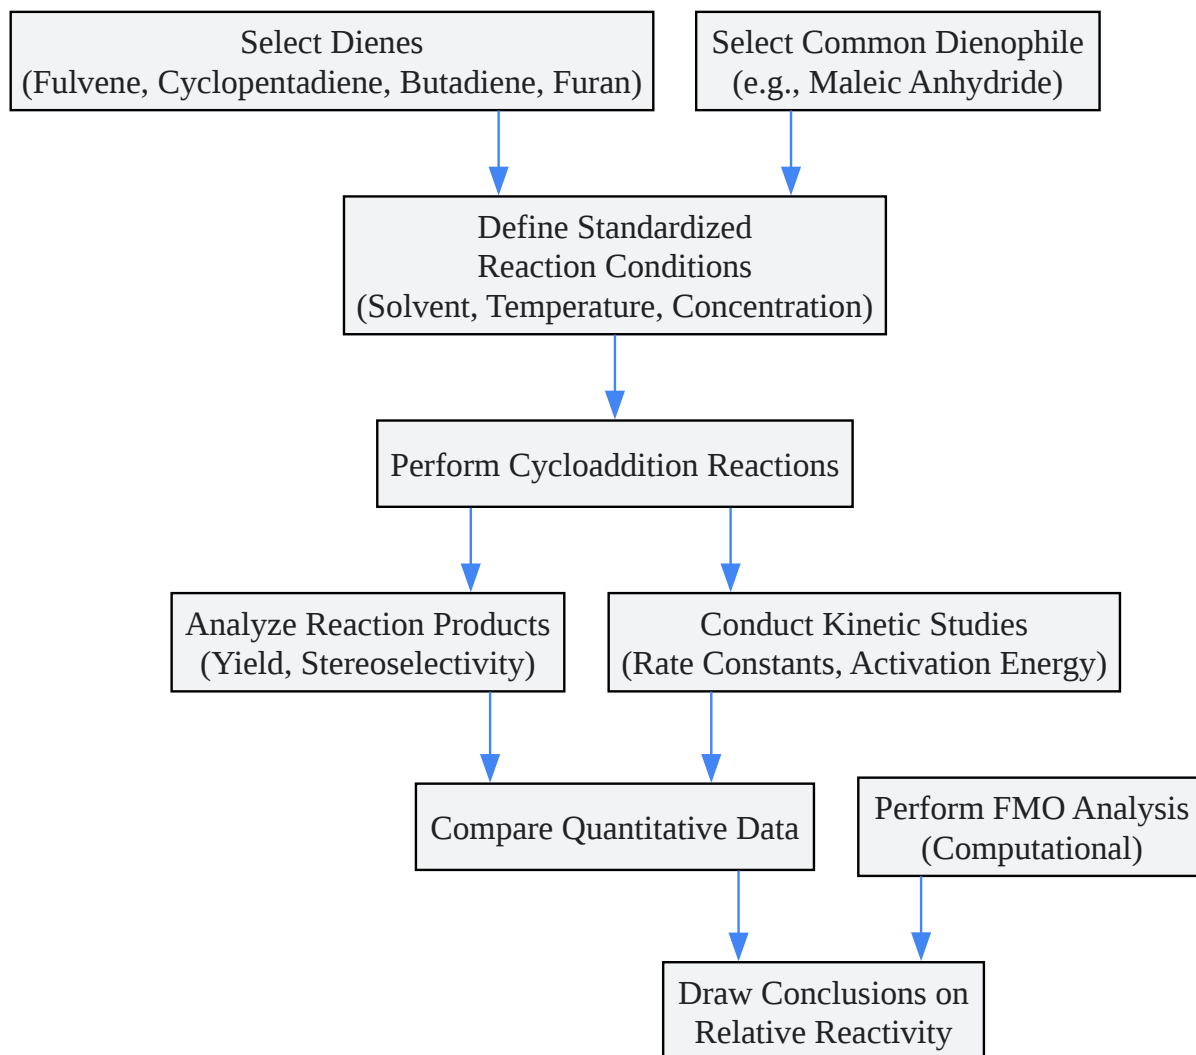 Select Dienes
(Fulvene, Cyclopentadiene, Butadiene, Furan)
Select Common Dienophile
(e.g., Maleic Anhydride)
Define Standardized
Reaction Conditions
(Solvent, Temperature, Concentration)
Perform Cycloaddition Reactions
Analyze Reaction Products
(Yield, Stereoselectivity)
Conduct Kinetic Studies
(Rate Constants, Activation Energy)
Compare Quantitative Data
Perform FMO Analysis
(Computational)
Draw Conclusions on
Relative Reactivity